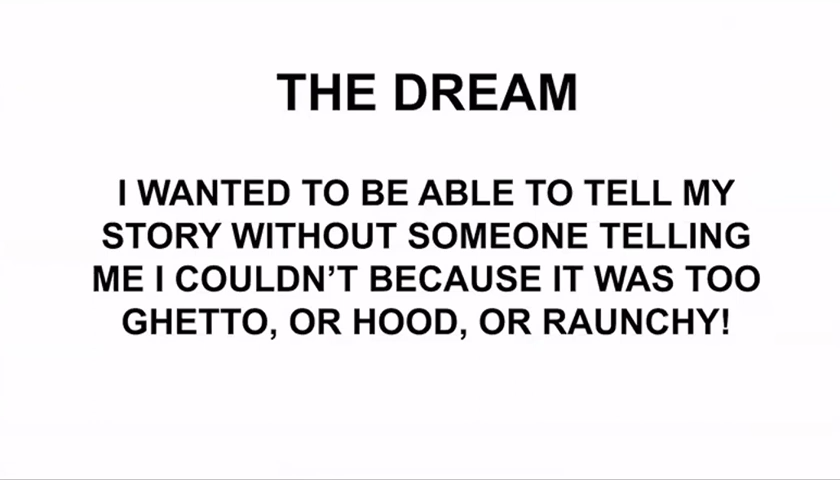 THE DREAM
I WANTED TO BE ABLE TO TELL MY
STORY WITHOUT SOMEONE TELLING
ME I COULDN’T BECAUSE IT WAS TOO
GHETTO, OR HOOD, OR RAUNCHY!